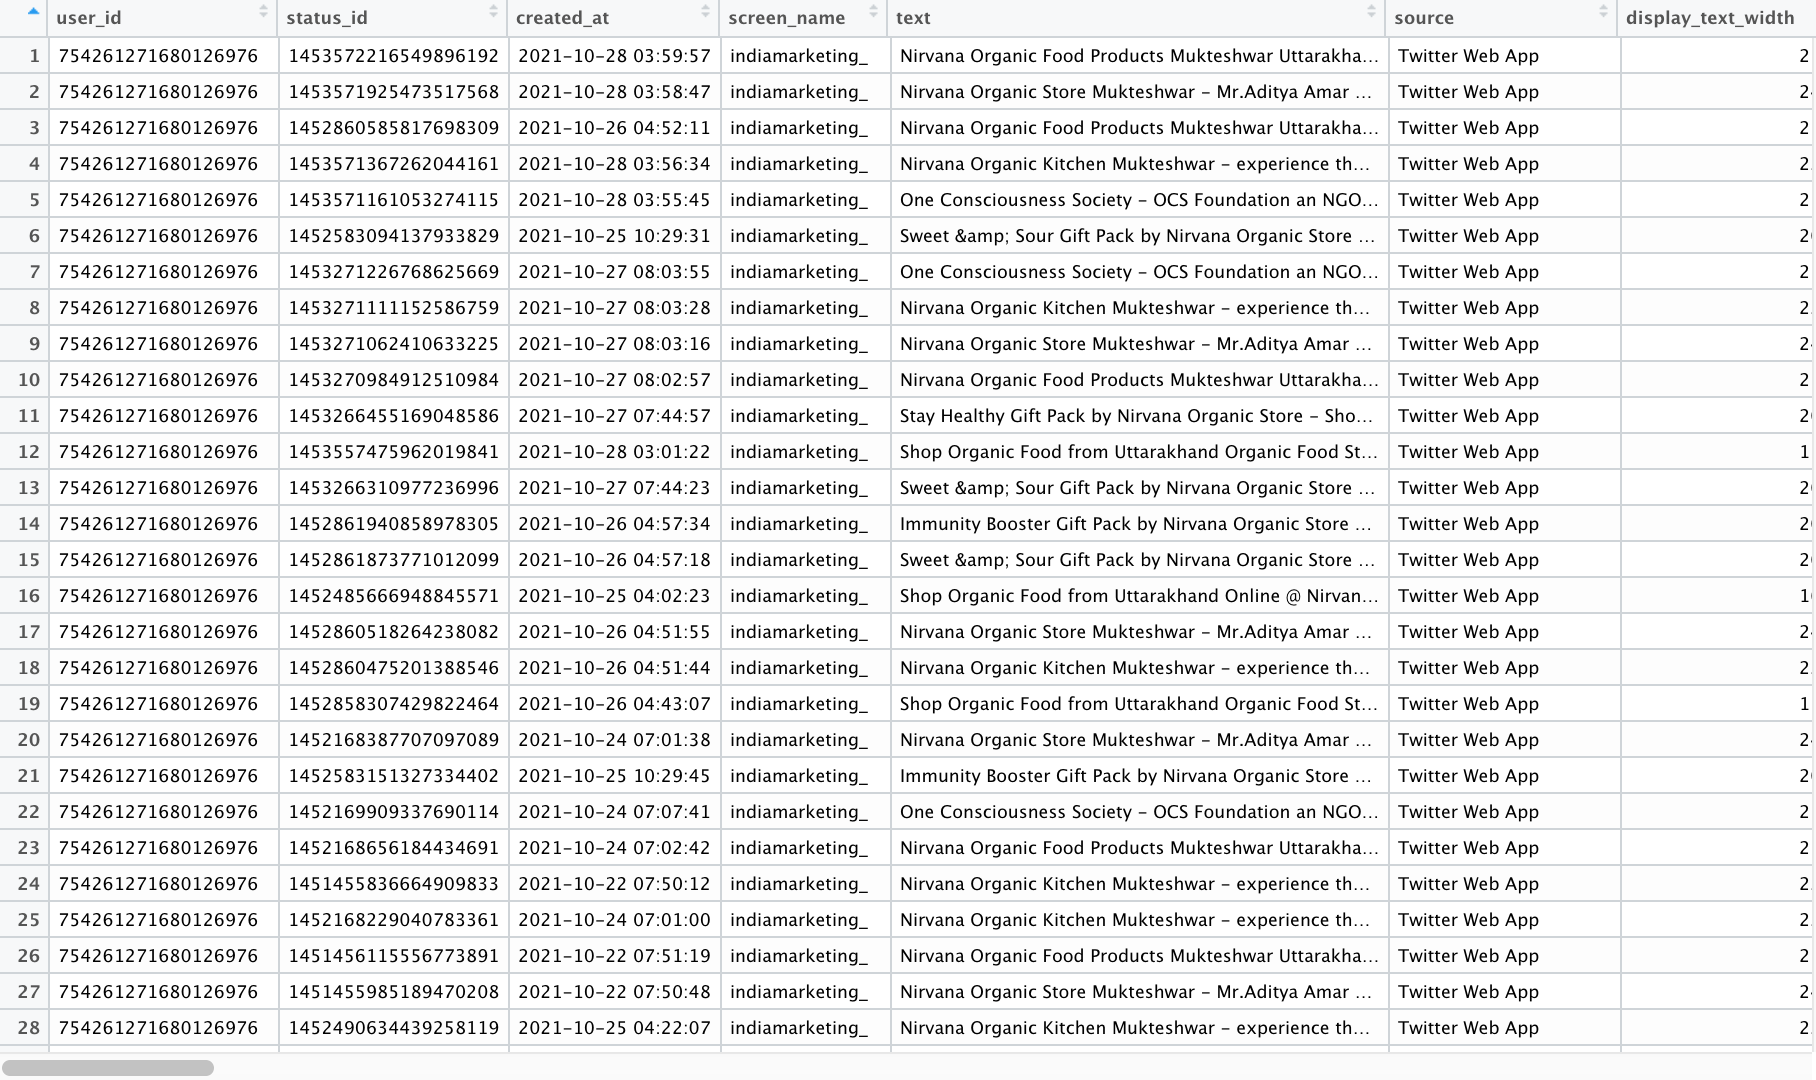 user_id status_id created_at screen_name text source display_text_width
1 754261271680126976 1453572216549896192 2021-10-28 03:59:57 indiamarketing_ Nirvana Organic Food Products Mukteshwar Uttarakha... Twitter Web App 2
2 754261271680126976 1453571925473517568 2021-10-28 03:58:47 indiamarketing_ Nirvana Organic Store Mukteshwar – Mr.Aditya Amar ... Twitter Web App 2
3 754261271680126976 1452860585817698309 2021-10-26 04:52:11 indiamarketing_ Nirvana Organic Food Products Mukteshwar Uttarakha... Twitter Web App 2
4 754261271680126976 1453571367262044161 2021-10-28 03:56:34 indiamarketing_ Nirvana Organic Kitchen Mukteshwar – experience th... Twitter Web App 2
5 754261271680126976 1453571161053274115 2021-10-28 03:55:45 indiamarketing_ One Consciousness Society – OCS Foundation an NGO... Twitter Web App 2
6 754261271680126976 1452583094137933829 2021-10-25 10:29:31 indiamarketing_ Sweet &amp; Sour Gift Pack by Nirvana Organic Store ... Twitter Web App 2
7 754261271680126976 1453271226768625669 2021-10-27 08:03:55 indiamarketing_ One Consciousness Society – OCS Foundation an NGO... Twitter Web App 2
8 754261271680126976 1453271111152586759 2021-10-27 08:03:28 indiamarketing_ Nirvana Organic Kitchen Mukteshwar – experience th... Twitter Web App 2
9 754261271680126976 1453271062410633225 2021-10-27 08:03:16 indiamarketing_ Nirvana Organic Store Mukteshwar – Mr.Aditya Amar ... Twitter Web App 2
10 754261271680126976 1453270984912510984 2021-10-27 08:02:57 indiamarketing_ Nirvana Organic Food Products Mukteshwar Uttarakha... Twitter Web App 2
11 754261271680126976 1453266455169048586 2021-10-27 07:44:57 indiamarketing_ Stay Healthy Gift Pack by Nirvana Organic Store – Sho... Twitter Web App 2
12 754261271680126976 1453557475962019841 2021-10-28 03:01:22 indiamarketing_ Shop Organic Food from Uttarakhand Organic Food St... Twitter Web App 1
13 754261271680126976 1453266310977236996 2021-10-27 07:44:23 indiamarketing_ Sweet &amp; Sour Gift Pack by Nirvana Organic Store ... Twitter Web App 2
14 754261271680126976 1452861940858978305 2021-10-26 04:57:34 indiamarketing_ Immunity Booster Gift Pack by Nirvana Organic Store ... Twitter Web App 2
15 754261271680126976 1452861873771012099 2021-10-26 04:57:18 indiamarketing_ Sweet &amp; Sour Gift Pack by Nirvana Organic Store ... Twitter Web App 2
16 754261271680126976 1452485666948845571 2021-10-25 04:02:23 indiamarketing_ Shop Organic Food from Uttarakhand Online @ Nirvan... Twitter Web App 1
17 754261271680126976 1452860518264238082 2021-10-26 04:51:55 indiamarketing_ Nirvana Organic Store Mukteshwar – Mr.Aditya Amar ... Twitter Web App 2
18 754261271680126976 1452860475201388546 2021-10-26 04:51:44 indiamarketing_ Nirvana Organic Kitchen Mukteshwar – experience th... Twitter Web App 2
19 754261271680126976 1452858307429822464 2021-10-26 04:43:07 indiamarketing_ Shop Organic Food from Uttarakhand Organic Food St... Twitter Web App 1
20 754261271680126976 1452168387707097089 2021-10-24 07:01:38 indiamarketing_ Nirvana Organic Store Mukteshwar – Mr.Aditya Amar ... Twitter Web App 2
21 754261271680126976 1452583151327334402 2021-10-25 10:29:45 indiamarketing_ Immunity Booster Gift Pack by Nirvana Organic Store ... Twitter Web App 2
22 754261271680126976 1452169909337690114 2021-10-24 07:07:41 indiamarketing_ One Consciousness Society – OCS Foundation an NGO... Twitter Web App 2
23 754261271680126976 1452168656184434691 2021-10-24 07:02:42 indiamarketing_ Nirvana Organic Food Products Mukteshwar Uttarakha... Twitter Web App 2
24 754261271680126976 1451455836664909833 2021-10-22 07:50:12 indiamarketing_ Nirvana Organic Kitchen Mukteshwar – experience th... Twitter Web App 2
25 754261271680126976 1452168229040783361 2021-10-24 07:01:00 indiamarketing_ Nirvana Organic Kitchen Mukteshwar – experience th... Twitter Web App 2
26 754261271680126976 1451456115556773891 2021-10-22 07:51:19 indiamarketing_ Nirvana Organic Food Products Mukteshwar Uttarakha... Twitter Web App 2
27 754261271680126976 1451455985189470208 2021-10-22 07:50:48 indiamarketing_ Nirvana Organic Store Mukteshwar – Mr.Aditya Amar ... Twitter Web App 2
28 754261271680126976 1452490634439258119 2021-10-25 04:22:07 indiamarketing_ Nirvana Organic Kitchen Mukteshwar – experience th... Twitter Web App 2